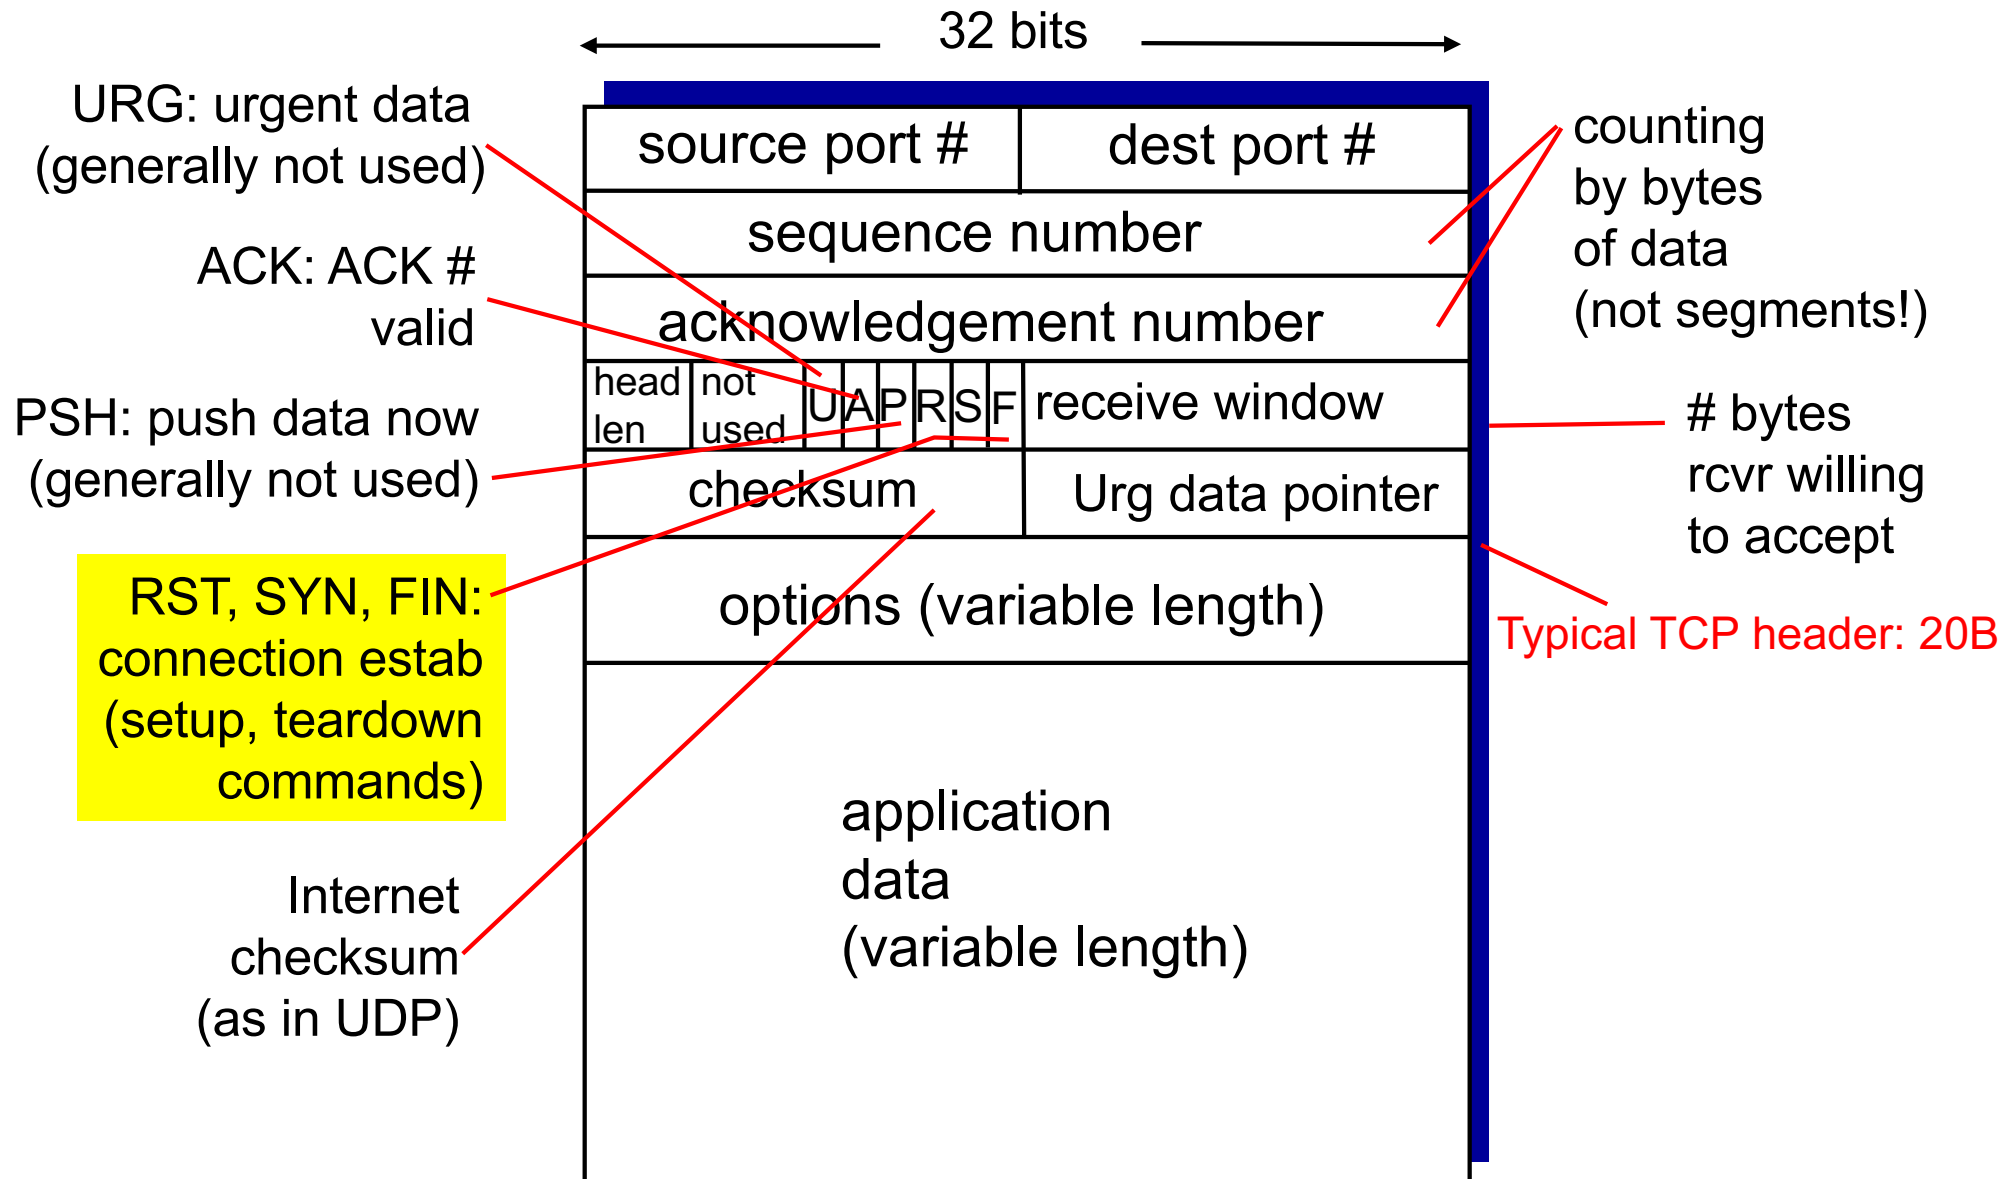 32 bits
URG: urgent data
(generally not used)
ACK: ACK #
valid
PSH: push data now
(generally not used)
RST, SYN, FIN:
connection estab
(setup, teardown
commands)
Internet
checksum
(as in UDP)
source port #
dest port #
sequence number
acknowledgement number
head
len
not
used
U
A
P
R
S
F
receive window
checksum
Urg data pointer
options (variable length)
application
data
(variable length)
counting
by bytes
of data
(not segments!)
# bytes
rcvr willing
to accept
Typical TCP header: 20B